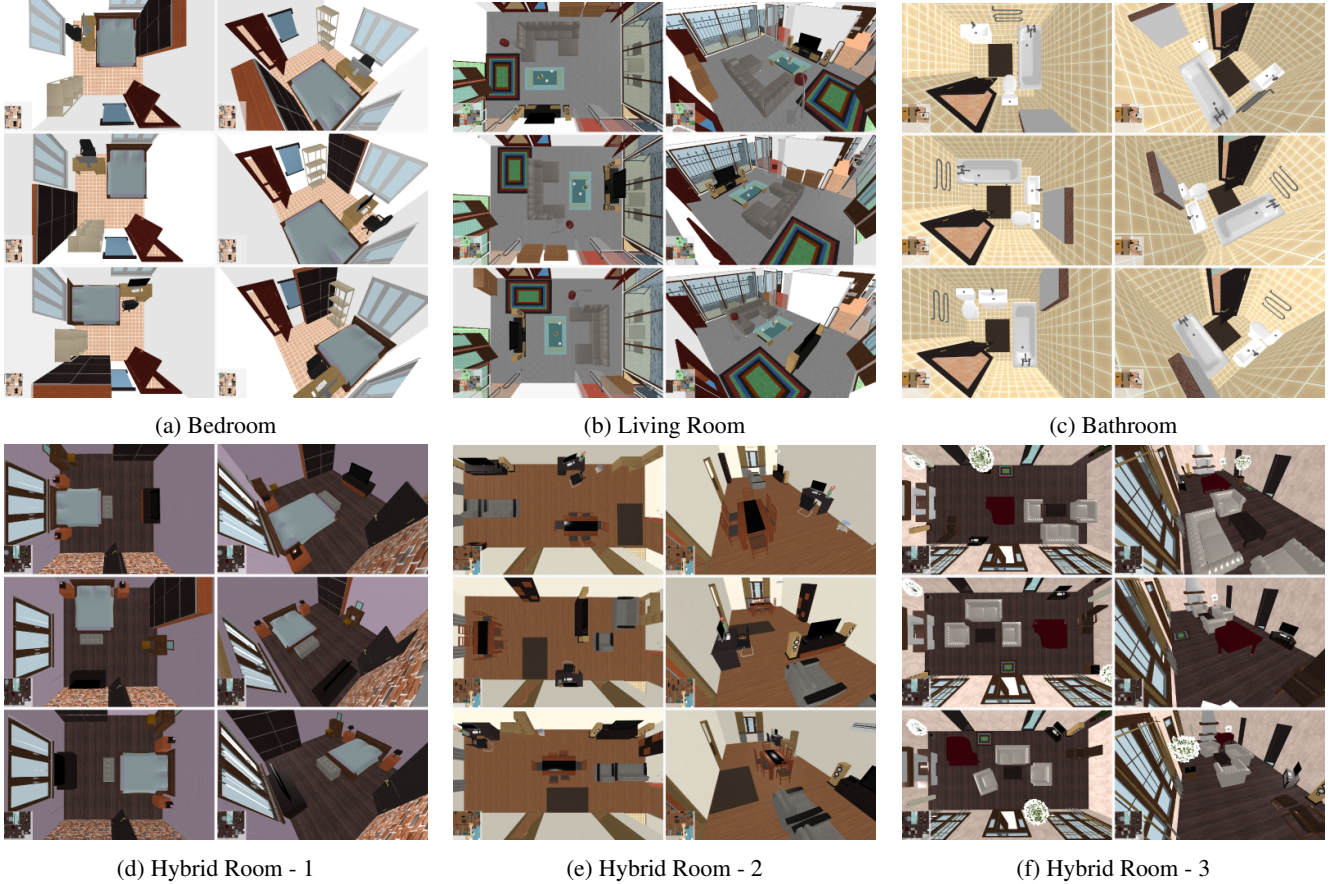 (a) Bedroom
(b) Living Room
(c) Bathroom
(d) Hybrid Room - 1
(e) Hybrid Room - 2
(f) Hybrid Room - 3